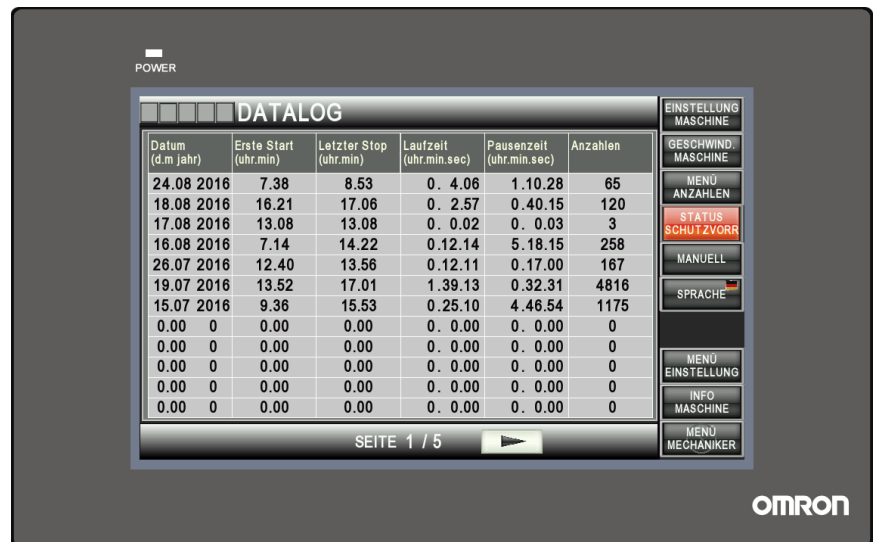 POWER
DATALOG
Datum Erste Start Letzter Stop Laufzeit Pausenzeit Anzahlen
(d.m jahr) (uhr.min) (uhr.min) (uhr.min.sec) (uhr.min.sec)
24.08 2016 7.38 8.53 0. 4.06 1.10.28 65
18.08 2016 16.21 17.06 0. 2.57 0.40.15 120
17.08 2016 13.08 13.08 0. 0.02 0. 0.03 3
16.08 2016 7.14 14.22 0.12.14 5.18.15 258
26.07 2016 12.40 13.56 0.12.11 0.17.00 167
19.07 2016 13.52 17.01 1.39.13 0.32.31 4816
15.07 2016 9.36 15.53 0.25.10 4.46.54 1175
0.00 0 0.00 0.00 0. 0.00 0. 0.00 0
0.00 0 0.00 0.00 0. 0.00 0. 0.00 0
0.00 0 0.00 0.00 0. 0.00 0. 0.00 0
0.00 0 0.00 0.00 0. 0.00 0. 0.00 0
0.00 0 0.00 0.00 0. 0.00 0. 0.00 0
SEITE 1 / 5
EINSTELLUNG
MASCHINE
GESCHWIND.
MASCHINE
MENÜ
ANZAHLEN
STATUS
SCHUTZVORR
MANUELL
SPRACHE
MENÜ
EINSTELLUNG
INFO
MASCHINE
MENÜ
MECHANIKER
OMRON